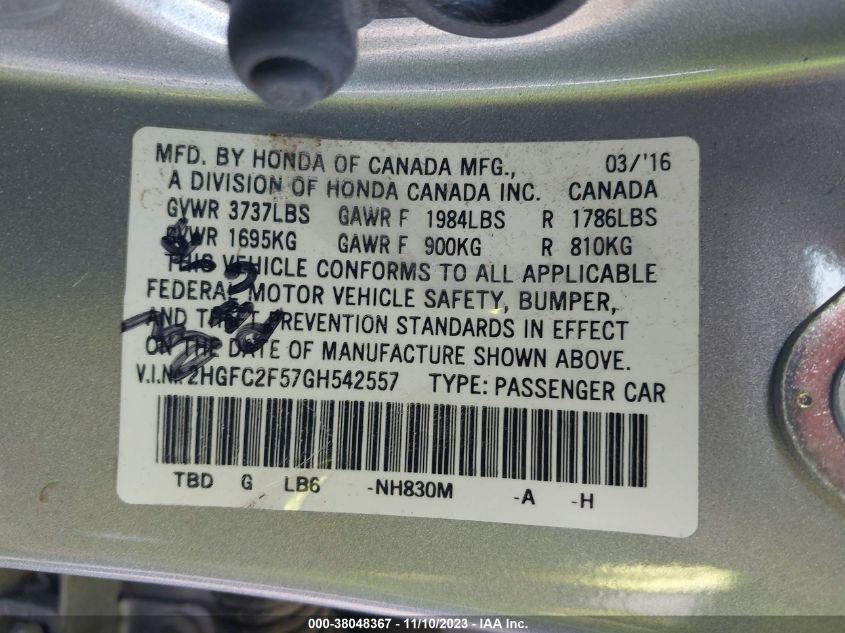 MFD. BY HONDA OF CANADA MFG., 03/'16
A DIVISION OF HONDA CANADA INC. CANADA
GVWR 3737LBS GAWR F 1984LBS R 1786LBS
GVWR 1695KG GAWR F 900KG R 810KG
THIS VEHICLE CONFORMS TO ALL APPLICABLE
FEDERAL MOTOR VEHICLE SAFETY, BUMPER,
AND THEFT PREVENTION STANDARDS IN EFFECT
ON THE DATE OF MANUFACTURE SHOWN ABOVE.
V.I.N.: 2HGFC2F57GH542557 TYPE: PASSENGER CAR
TBD G LB6 -NH830M -A -H
000-38048367 - 11/10/2023 - IAA Inc.